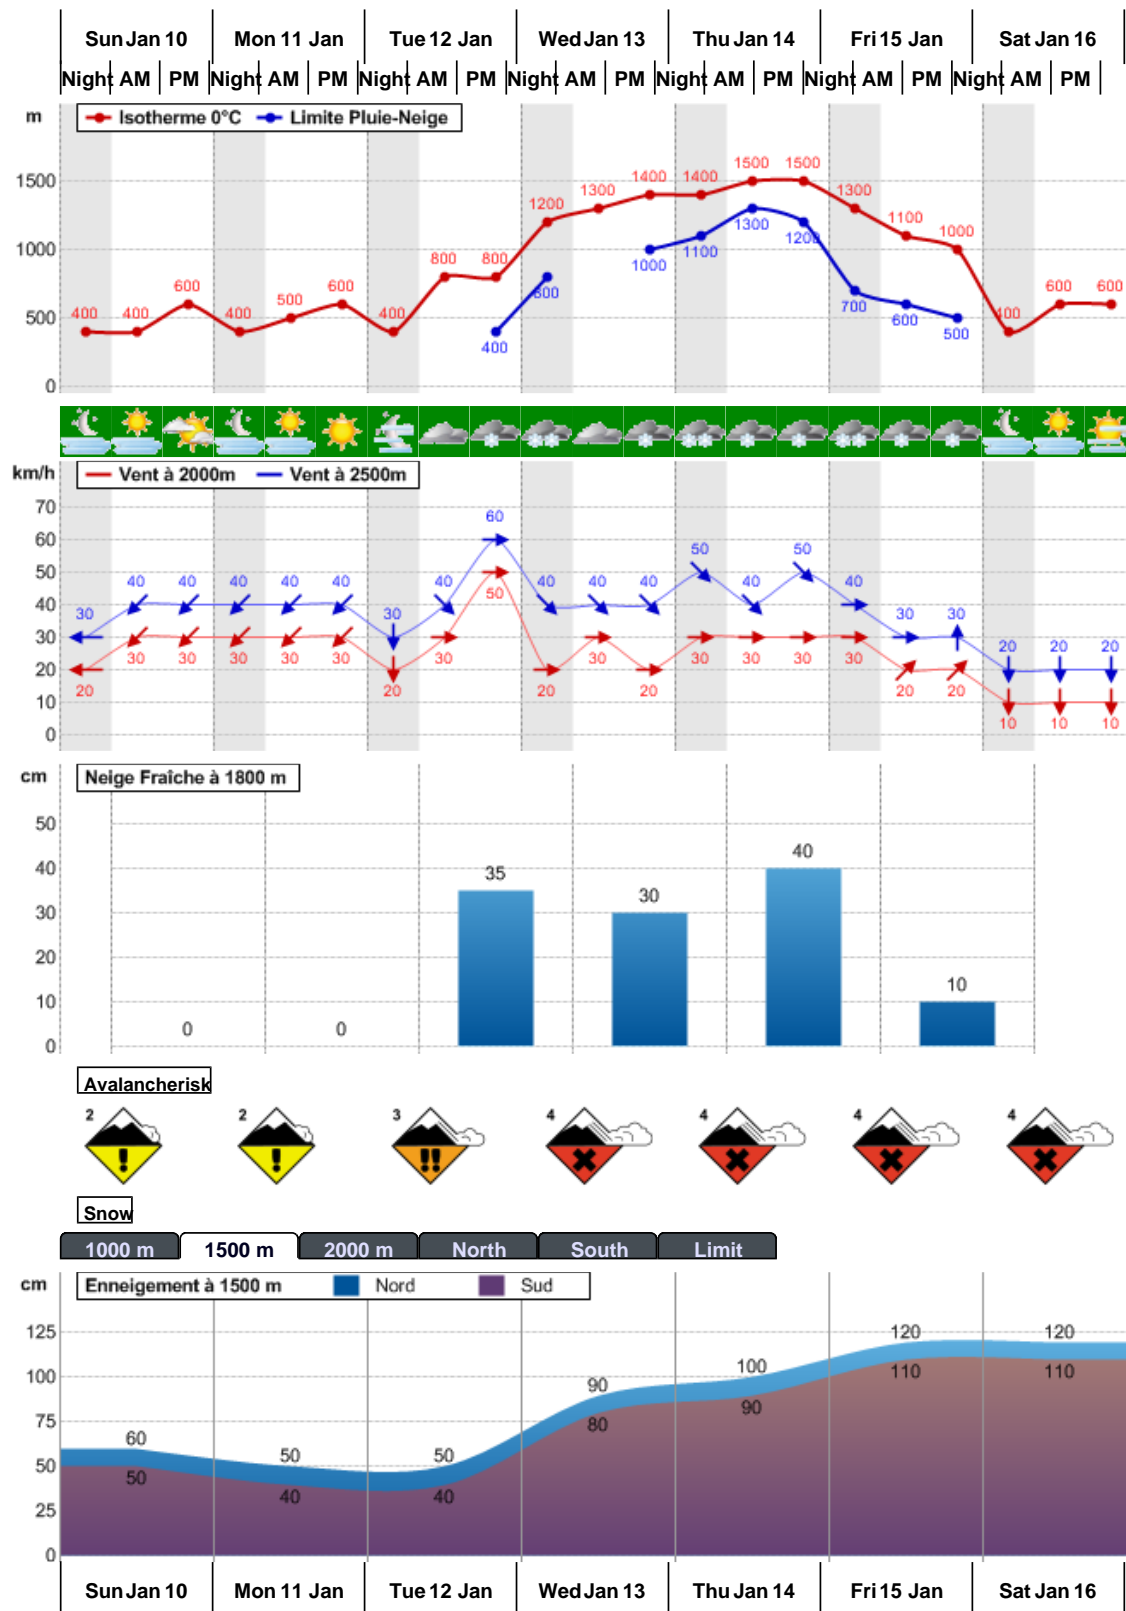 Sun Jan 10 Mon 11 Jan Tue 12 Jan Wed Jan 13 Thu Jan 14 Fri 15 Jan Sat Jan 16
Night AM PM Night AM PM Night AM PM Night AM PM Night AM PM Night AM PM Night AM PM
m Isotherme 0°C Limite Pluie-Neige
1500 1500
1400 1400
1500 1300 1300
1200 1100
1000 1000
1300 1200
1100
1000
800 800
800
600 600 600 600
500
400 400 400 400 400
700
600
500
500
400
0
km/h Vent à 2000m Vent à 2500m
70
60 60
50 50 50
50
40 40 40 40 40 40 40 40 40 40 40 40
30 30 30 30 30
30 30 30 30 30 30 30 30 30 30 30
20 20 20 20
20 20 20 20 20 20
10 10 10 10
0
cm Neige Fraîche à 1800 m
50
40 40
35
30 30
20
10 10
0 0 0
Avalancherisk
2 2 3 4 4 4 4
Snow
1000 m 1500 m 2000 m North South Limit
cm Enneigement à 1500 m Nord Sud
125 120 120
110 110
100 100
90 90
80
75
60
50 50 50 50
40 40
25
0
Sun Jan 10 Mon 11 Jan Tue 12 Jan Wed Jan 13 Thu Jan 14 Fri 15 Jan Sat Jan 16